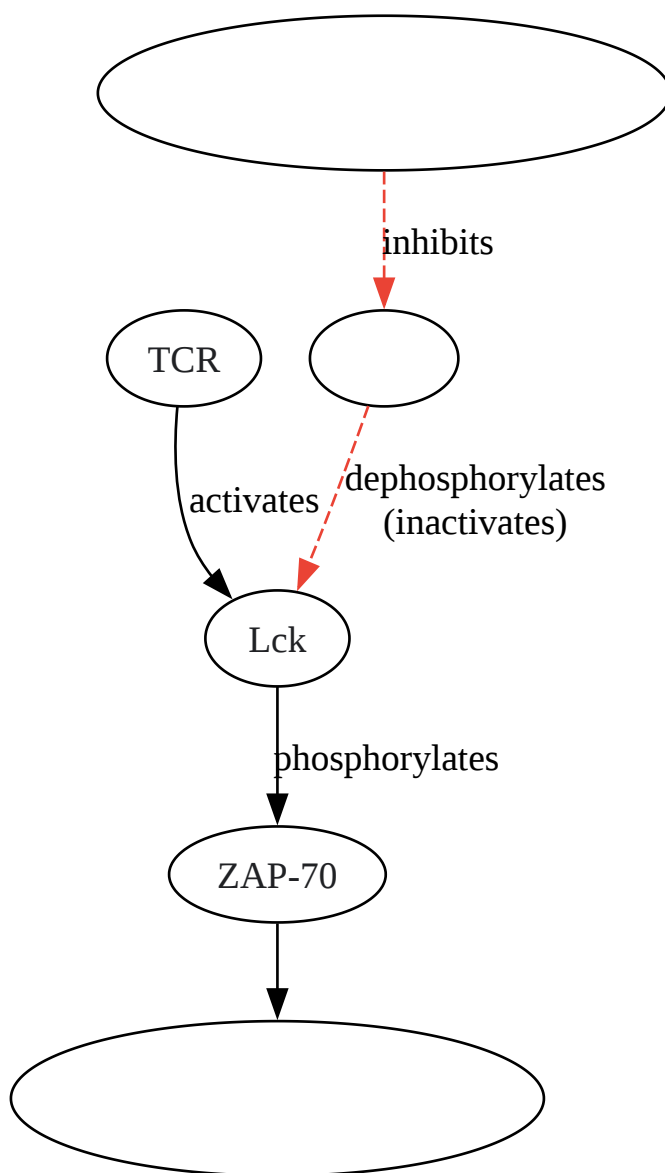 inhibits
TCR
activates
dephosphorylates
(inactivates)
Lck
phosphorylates
ZAP-70